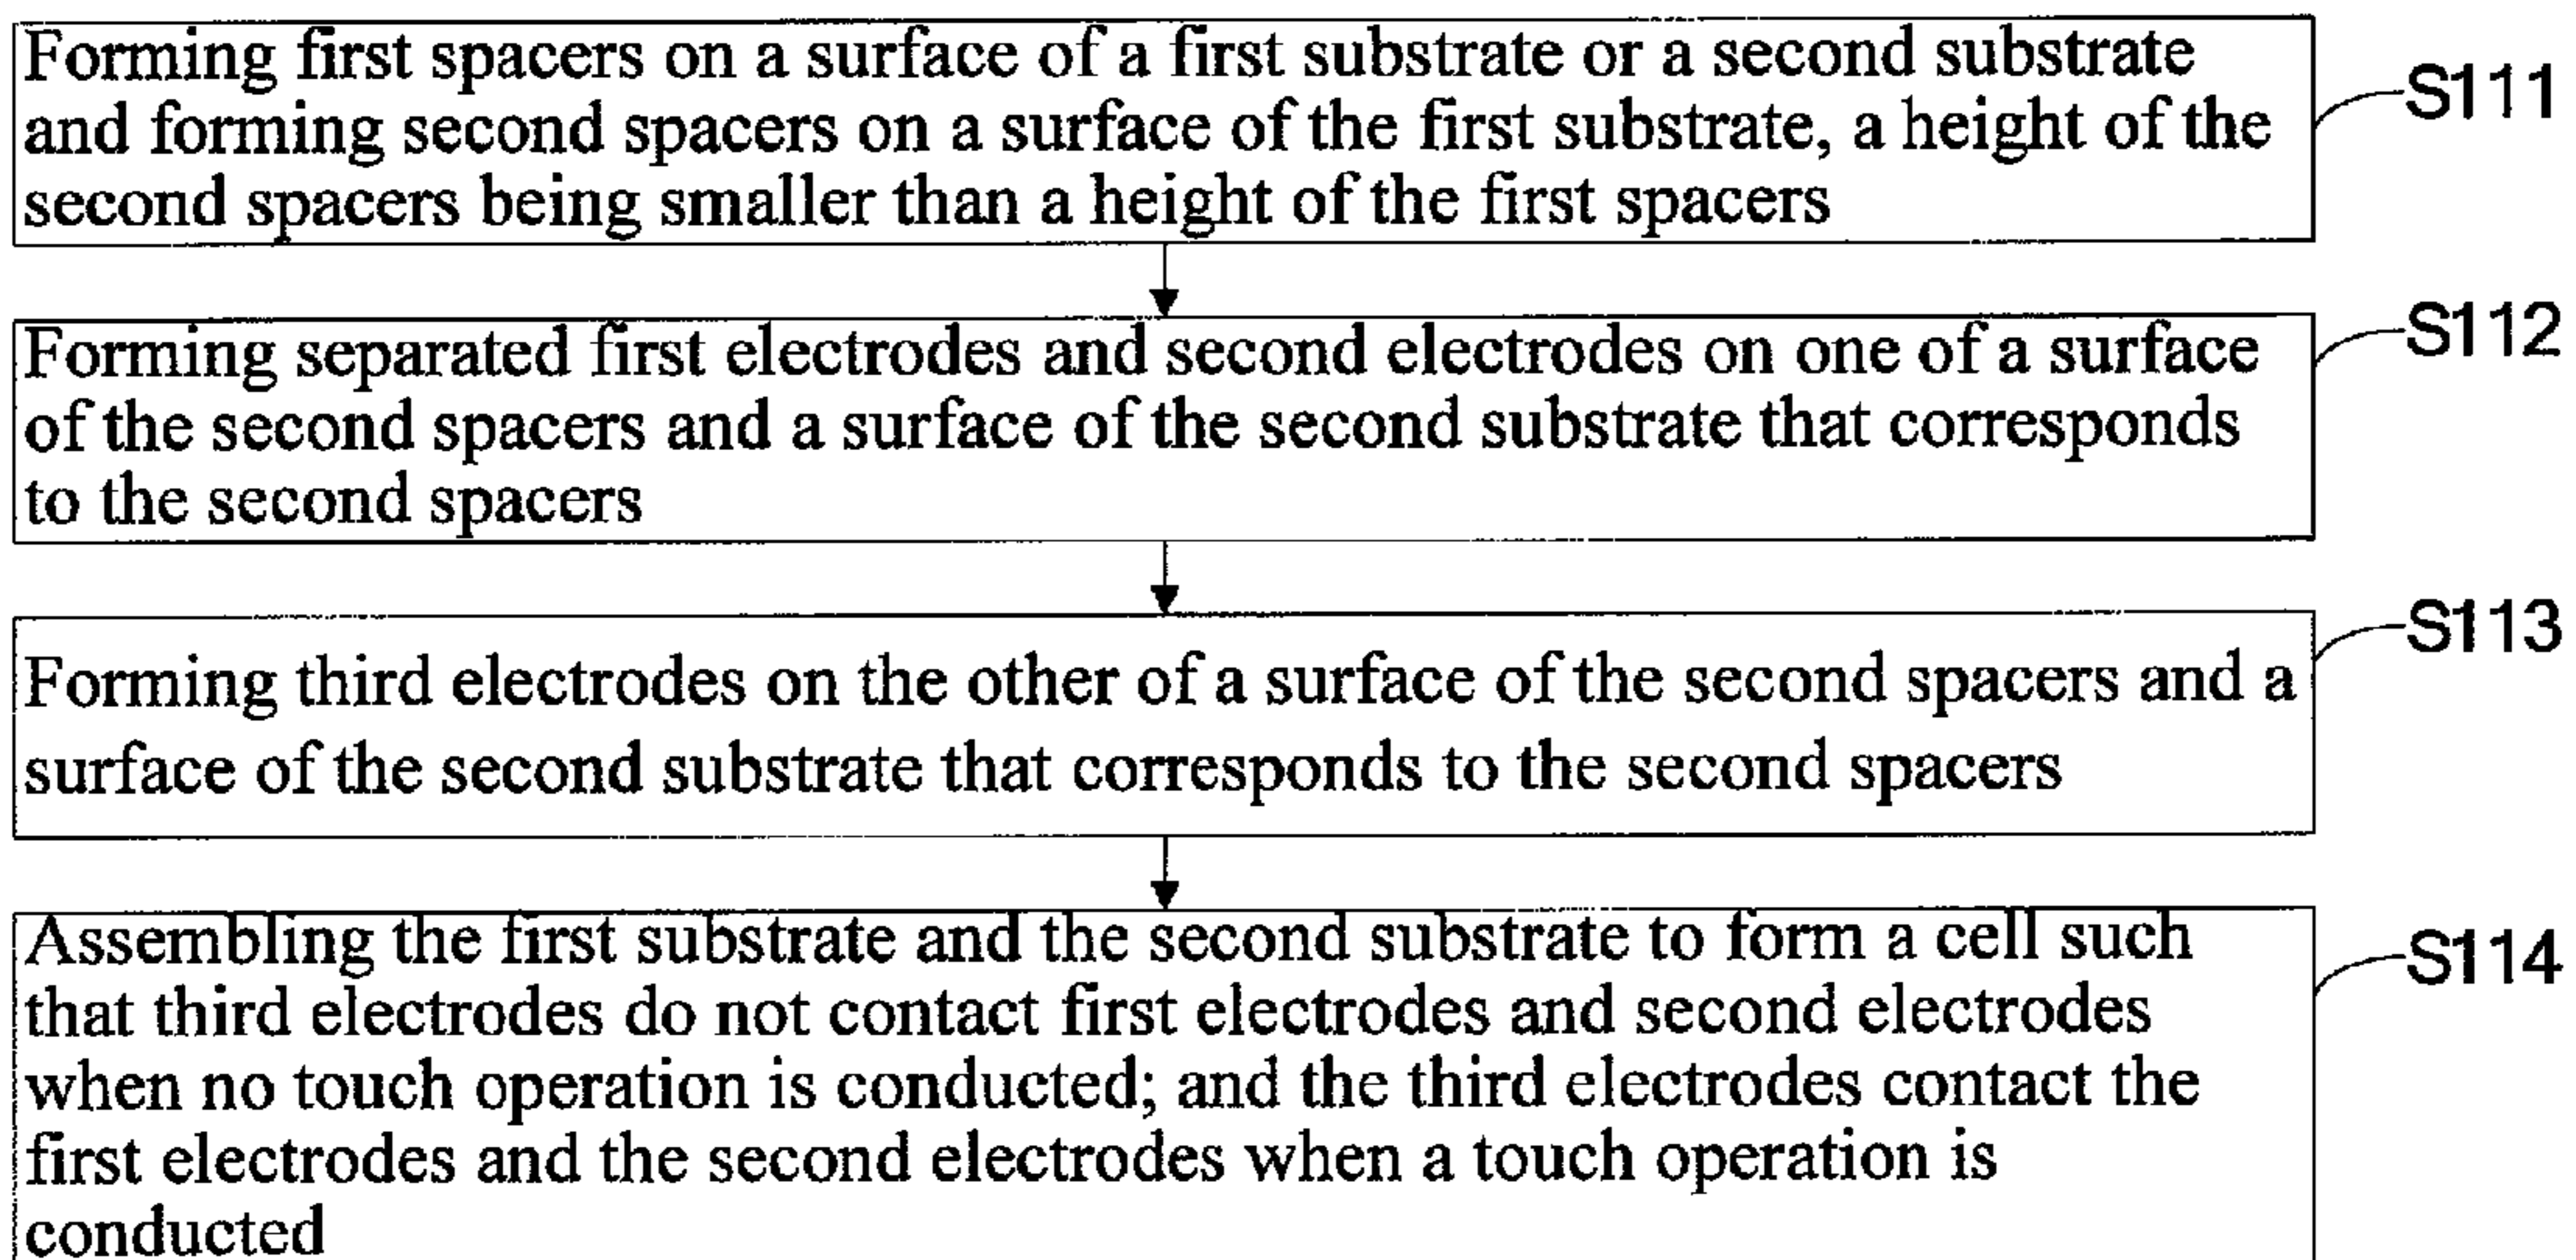 Forming first spacers on a surface of a first substrate or a second substrate
and forming second spacers on a surface of the first substrate, a height of the
second spacers being smaller than a height of the first spacers
S111
Forming separated first electrodes and second electrodes on one of a surface
of the second spacers and a surface of the second substrate that corresponds
to the second spacers
S112
Forming third electrodes on the other of a surface of the second spacers and a
surface of the second substrate that corresponds to the second spacers
S113
Assembling the first substrate and the second substrate to form a cell such
that third electrodes do not contact first electrodes and second electrodes
when no touch operation is conducted; and the third electrodes contact the
first electrodes and the second electrodes when a touch operation is
conducted
S114